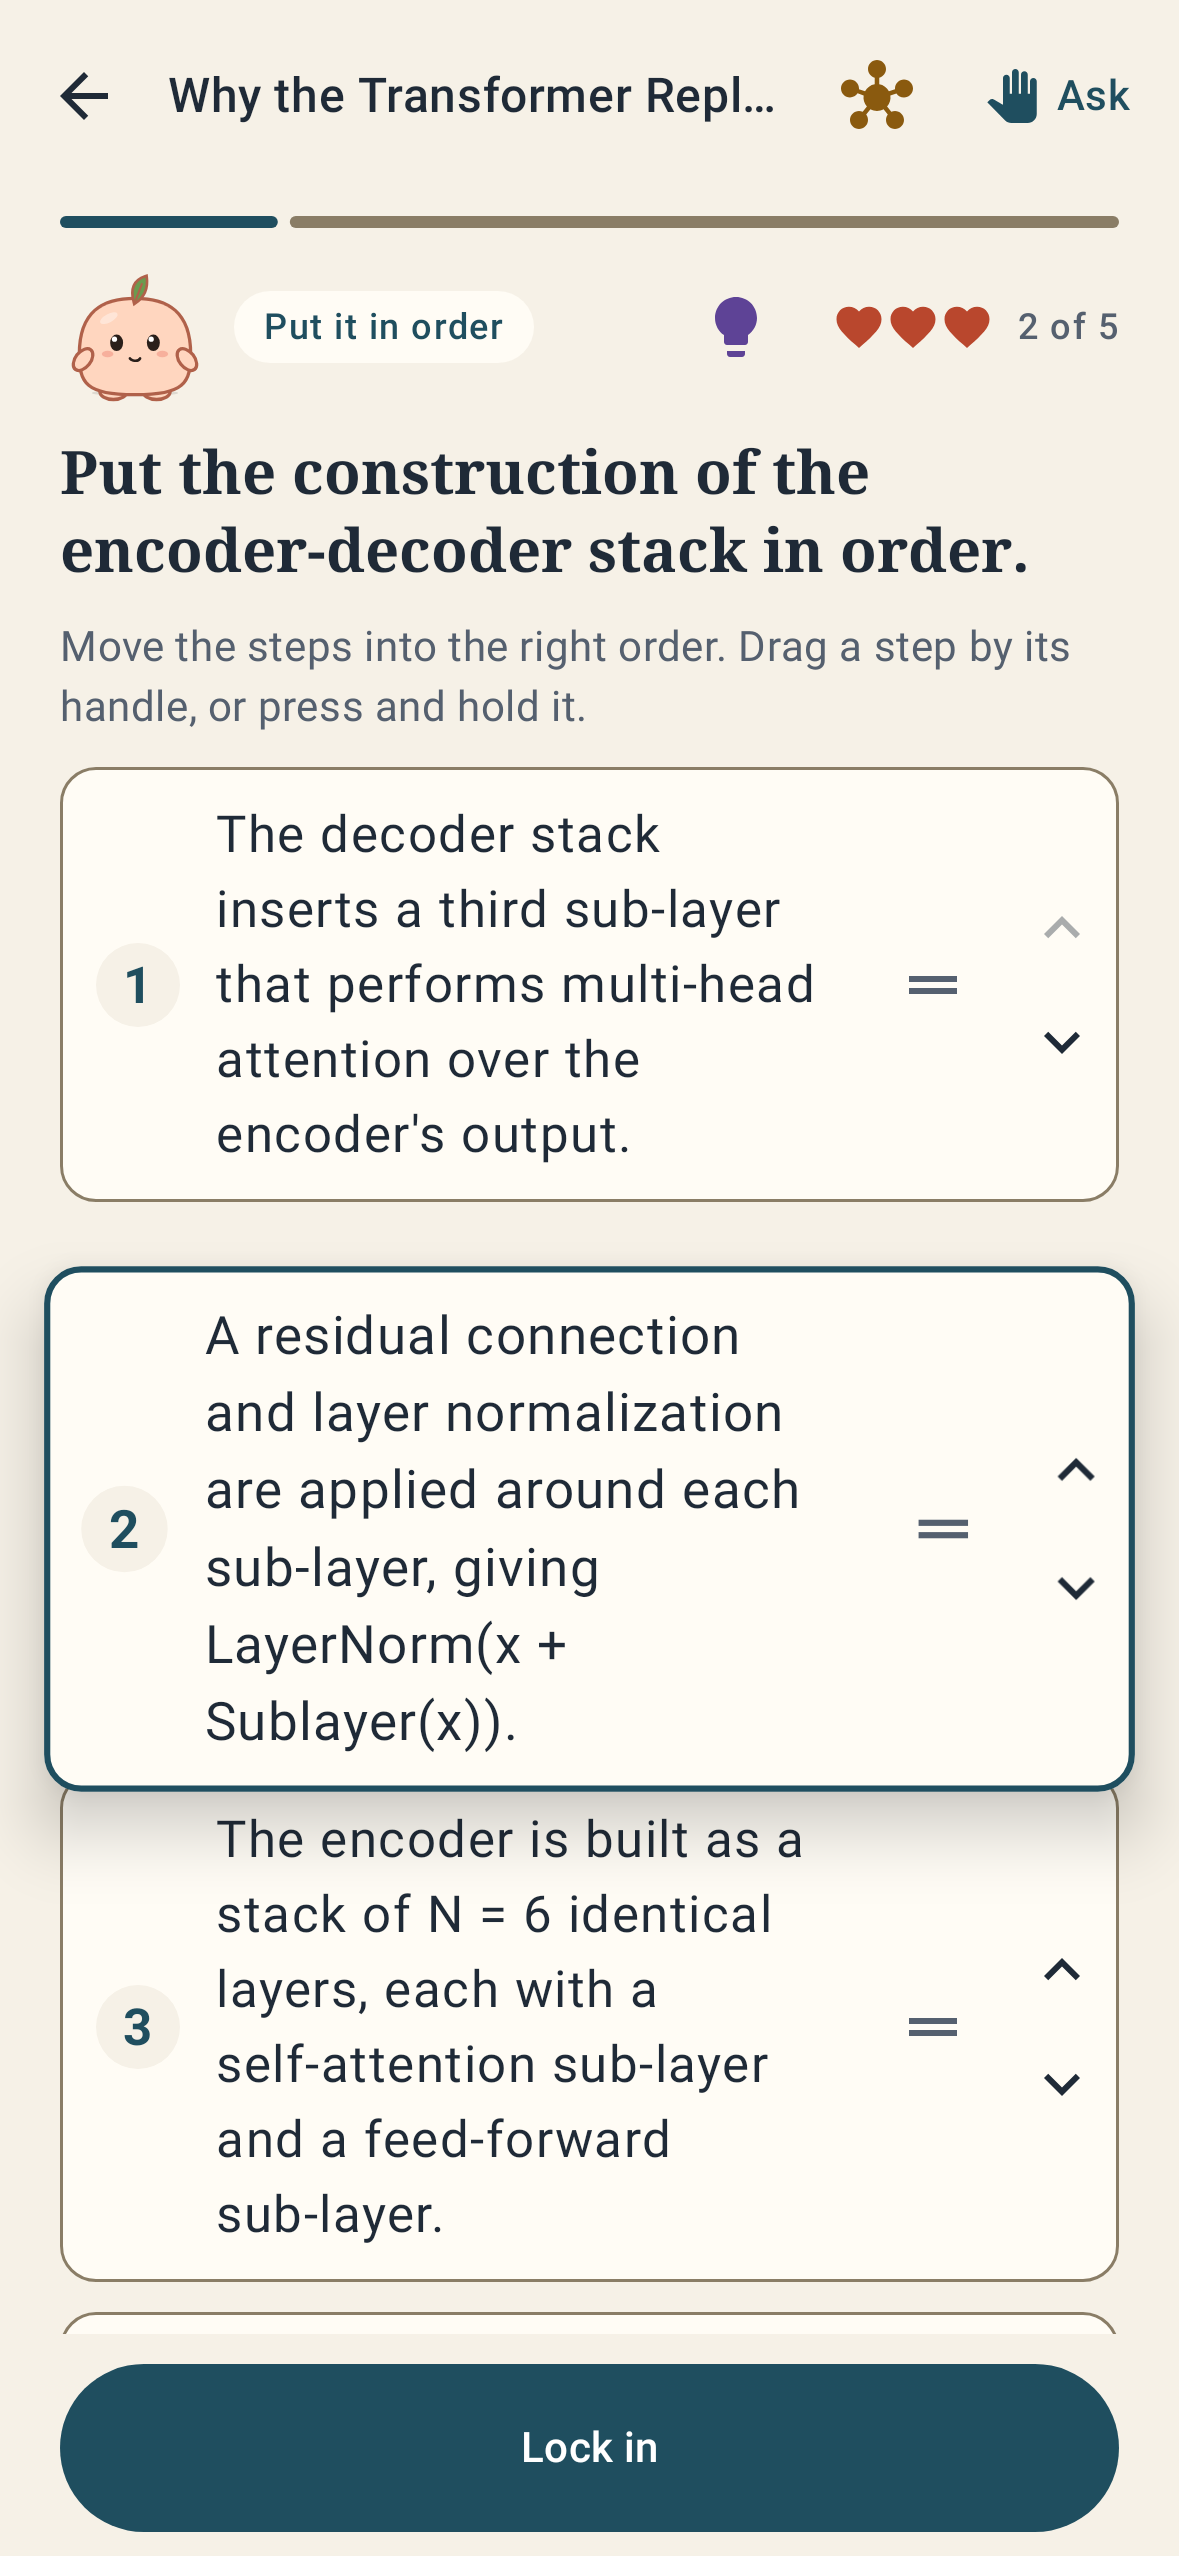 Why the Transformer Repl…
Ask
Put it in order
2 of 5
Put the construction of the
encoder-decoder stack in order.
Move the steps into the right order. Drag a step by its
handle, or press and hold it.
1
The decoder stack
inserts a third sub-layer
that performs multi-head
attention over the
encoder's output.
2
A residual connection
and layer normalization
are applied around each
sub-layer, giving
LayerNorm(x +
Sublayer(x)).
3
The encoder is built as a
stack of N = 6 identical
layers, each with a
self-attention sub-layer
and a feed-forward
sub-layer.
Lock in